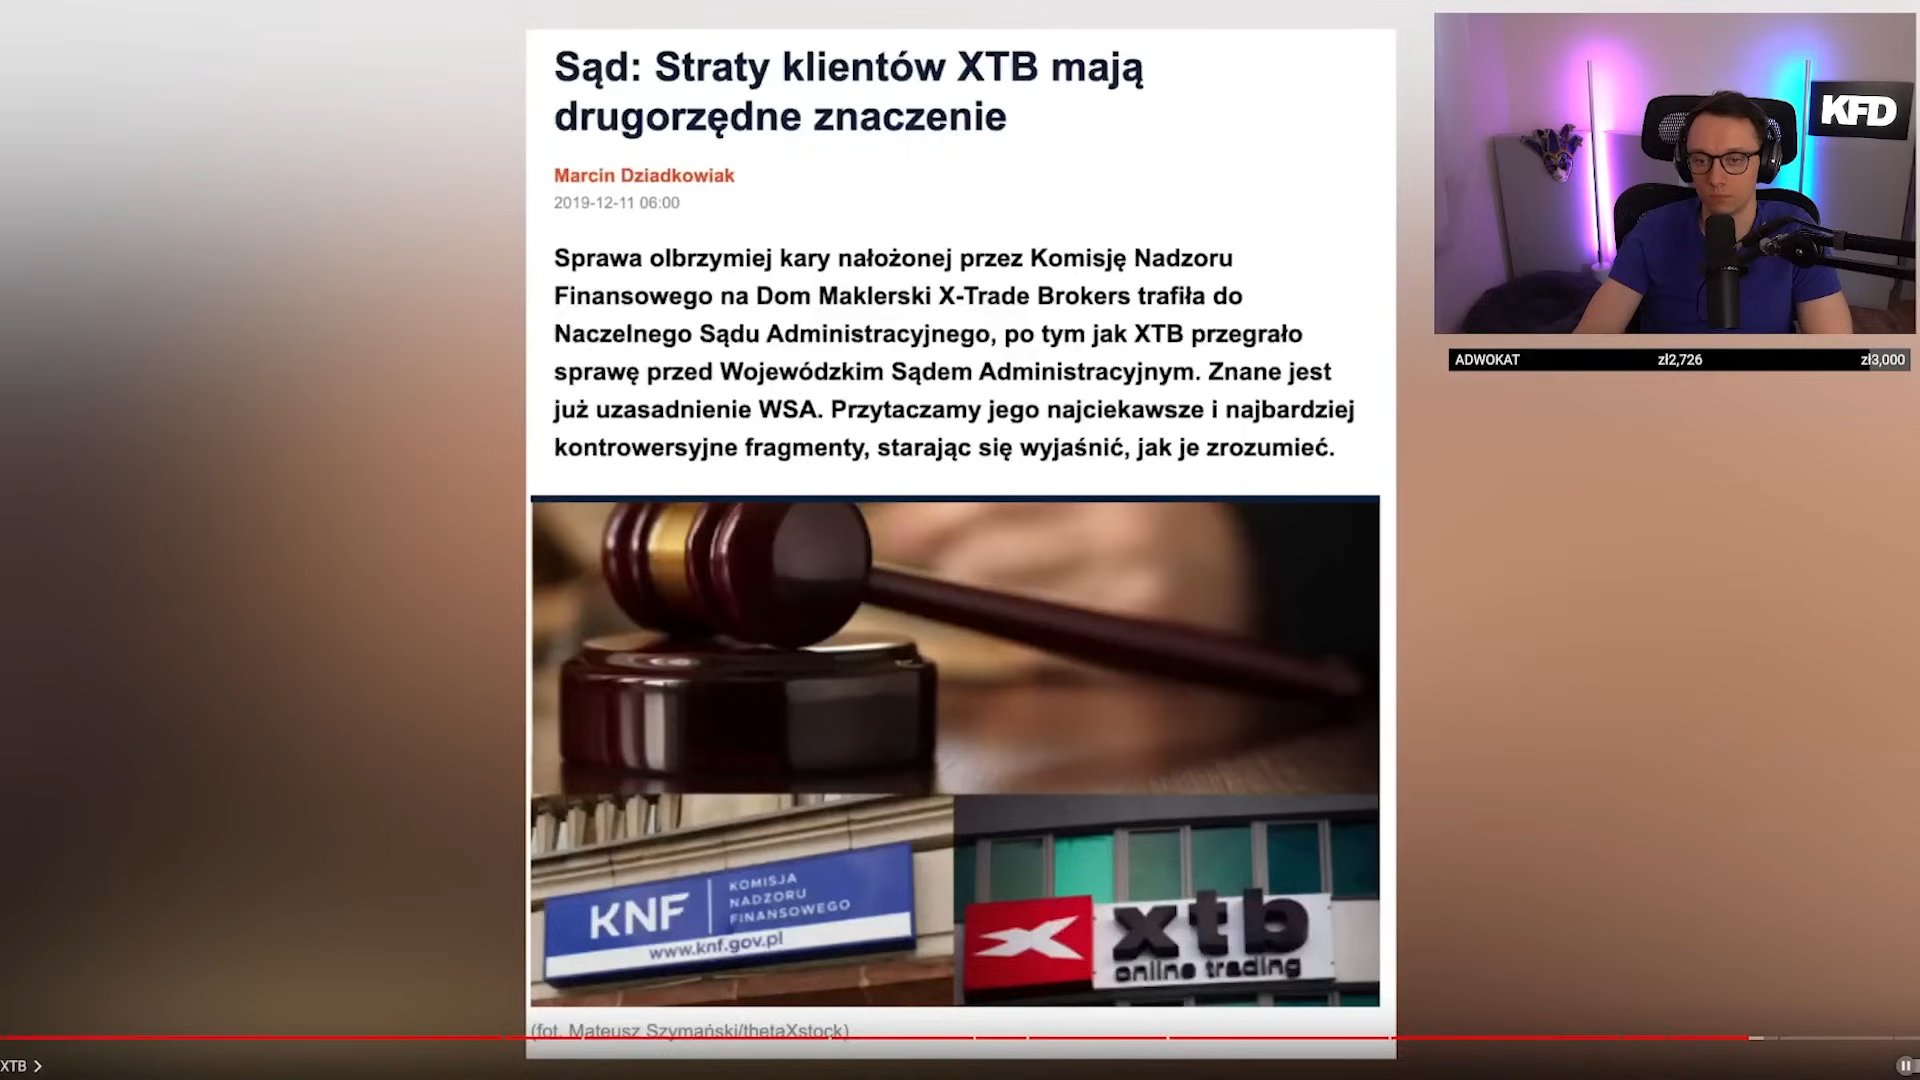 Sąd: Straty klientów XTB mają
drugorzędne znaczenie
Marcin Dziadkowiak
2019-12-11 06:00
Sprawa olbrzymiej kary nałożonej przez Komisję Nadzoru
Finansowego na Dom Maklerski X-Trade Brokers trafiła do
Naczelnego Sądu Administracyjnego, po tym jak XTB przegrało
sprawę przed Wojewódzkim Sądem Administracyjnym. Znane jest
już uzasadnienie WSA. Przytaczamy jego najciekawsze i najbardziej
kontrowersyjne fragmenty, starając się wyjaśnić, jak je zrozumieć.
KNF
KOMISJA
NADZORU
FINANSOWEGO
www.knf.gov.pl
xtb
online trading
(fot. Mateusz Szymański/thetaXstock)
XTB
KFD
ADWOKAT zł2,726 zł3,000